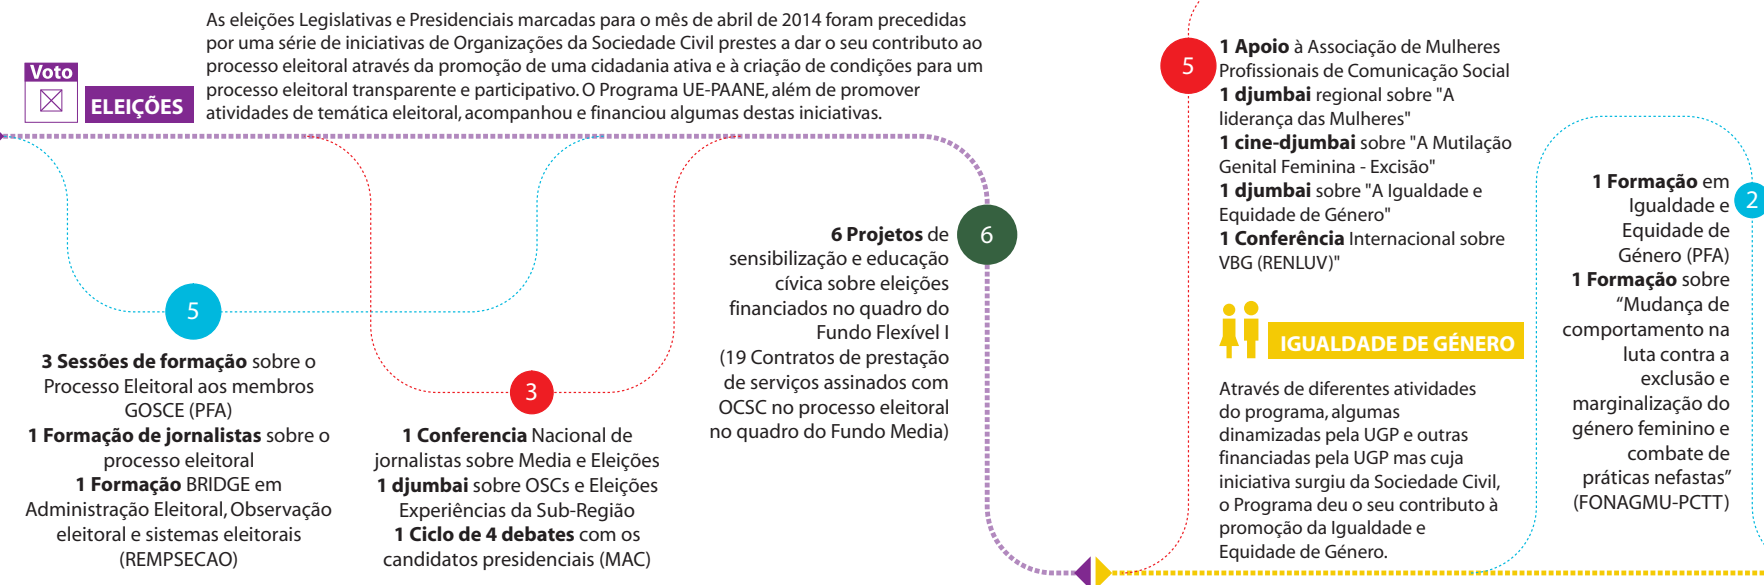 As eleições Legislativas e Presidenciais marcadas para o mês de abril de 2014 foram precedidas
por uma série de iniciativas de Organizações da Sociedade Civil prestes a dar o seu contributo ao
processo eleitoral através da promoção de uma cidadania ativa e à criação de condições para um
processo eleitoral transparente e participativo. O Programa UE-PAANE, além de promover
atividades de temática eleitoral, acompanhou e financiou algumas destas iniciativas.
Voto
ELEIÇÕES
5
3 Sessões de formação sobre o
Processo Eleitoral aos membros
GOSCE (PFA)
1 Formação de jornalistas sobre o
processo eleitoral
1 Formação BRIDGE em
Administração Eleitoral, Observação
eleitoral e sistemas eleitorais
(REMPSECAO)
3
1 Conferencia Nacional de
jornalistas sobre Media e Eleições
1 djumbai sobre OSCs e Eleições
Experiências da Sub-Região
1 Ciclo de 4 debates com os
candidatos presidenciais (MAC)
6
6 Projetos de
sensibilização e educação
cívica sobre eleições
financiados no quadro do
Fundo Flexível I
(19 Contratos de prestação
de serviços assinados com
OCSC no processo eleitoral
no quadro do Fundo Media)
5
1 Apoio à Associação de Mulheres
Profissionais de Comunicação Social
1 djumbai regional sobre "A
liderança das Mulheres"
1 cine-djumbai sobre "A Mutilação
Genital Feminina - Excisão"
1 djumbai sobre "A Igualdade e
Equidade de Género"
1 Conferência Internacional sobre
VBG (RENLUV)"
IGUALDADE DE GÉNERO
Através de diferentes atividades
do programa, algumas
dinamizadas pela UGP e outras
financiadas pela UGP mas cuja
iniciativa surgiu da Sociedade Civil,
o Programa deu o seu contributo à
promoção da Igualdade e
Equidade de Género.
2
1 Formação em
Igualdade e
Equidade de
Género (PFA)
1 Formação sobre
“Mudança de
comportamento na
luta contra a
exclusão e
marginalização do
género feminino e
combate de
práticas nefastas”
(FONAGMU-PCTT)